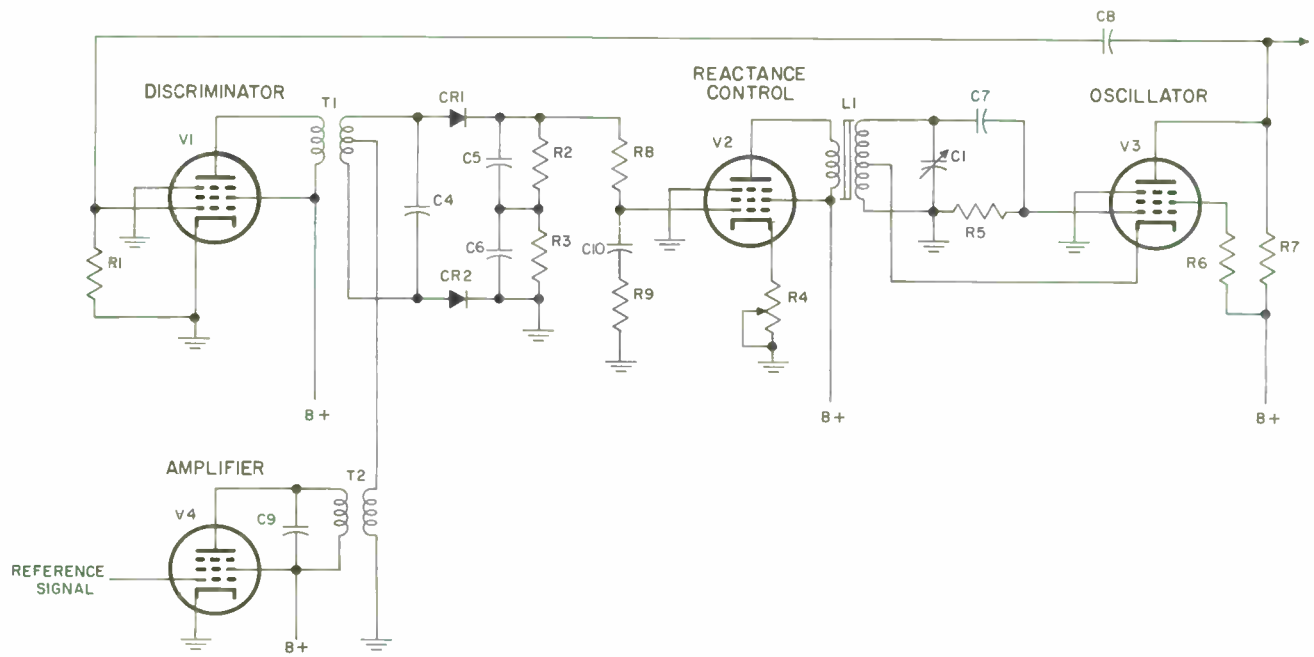 C8
DISCRIMINATOR
T1
CR1
REACTANCE
CONTROL
L1
C7
OSCILLATOR
V1
C5
R2
R8
V2
C1
V3
C4
R1
C6
R3
C10
R5
R6
R7
CR2
R9
R4
B+
B+
B+
AMPLIFIER
T2
V4
C9
REFERENCE
SIGNAL
B+